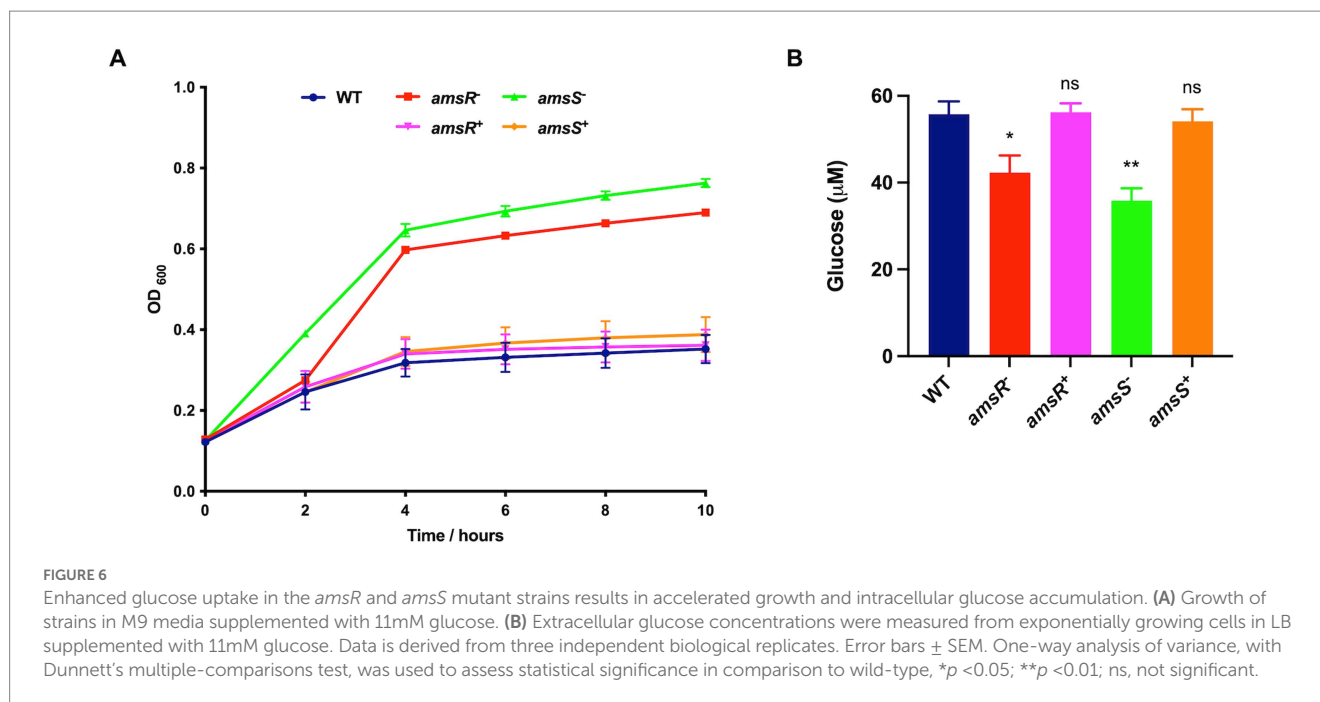 A
1.0
0.8
0.6
0.4
0.2
0.0
OD 600
WT amsR- amsS-
amsR+ amsS+
0 2 4 6 8 10
Time / hours
B
60
40
20
0
Glucose (μM)
* ns ** ns
WT amsR- amsR+ amsS- amsS+
FIGURE 6
Enhanced glucose uptake in the amsR and amsS mutant strains results in accelerated growth and intracellular glucose accumulation. (A) Growth of
strains in M9 media supplemented with 11mM glucose. (B) Extracellular glucose concentrations were measured from exponentially growing cells in LB
supplemented with 11mM glucose. Data is derived from three independent biological replicates. Error bars ± SEM. One-way analysis of variance, with
Dunnett's multiple-comparisons test, was used to assess statistical significance in comparison to wild-type, *p <0.05; **p <0.01; ns, not significant.